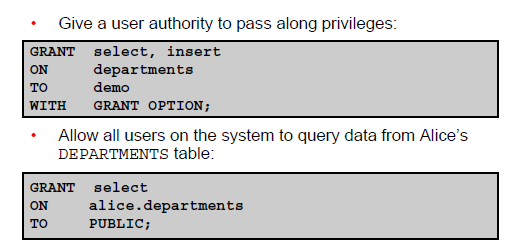 • Give a user authority to pass along privileges:
GRANT select, insert
ON departments
TO demo
WITH GRANT OPTION;
• Allow all users on the system to query data from Alice's
DEPARTMENTS table:
GRANT select
ON alice.departments
TO PUBLIC;